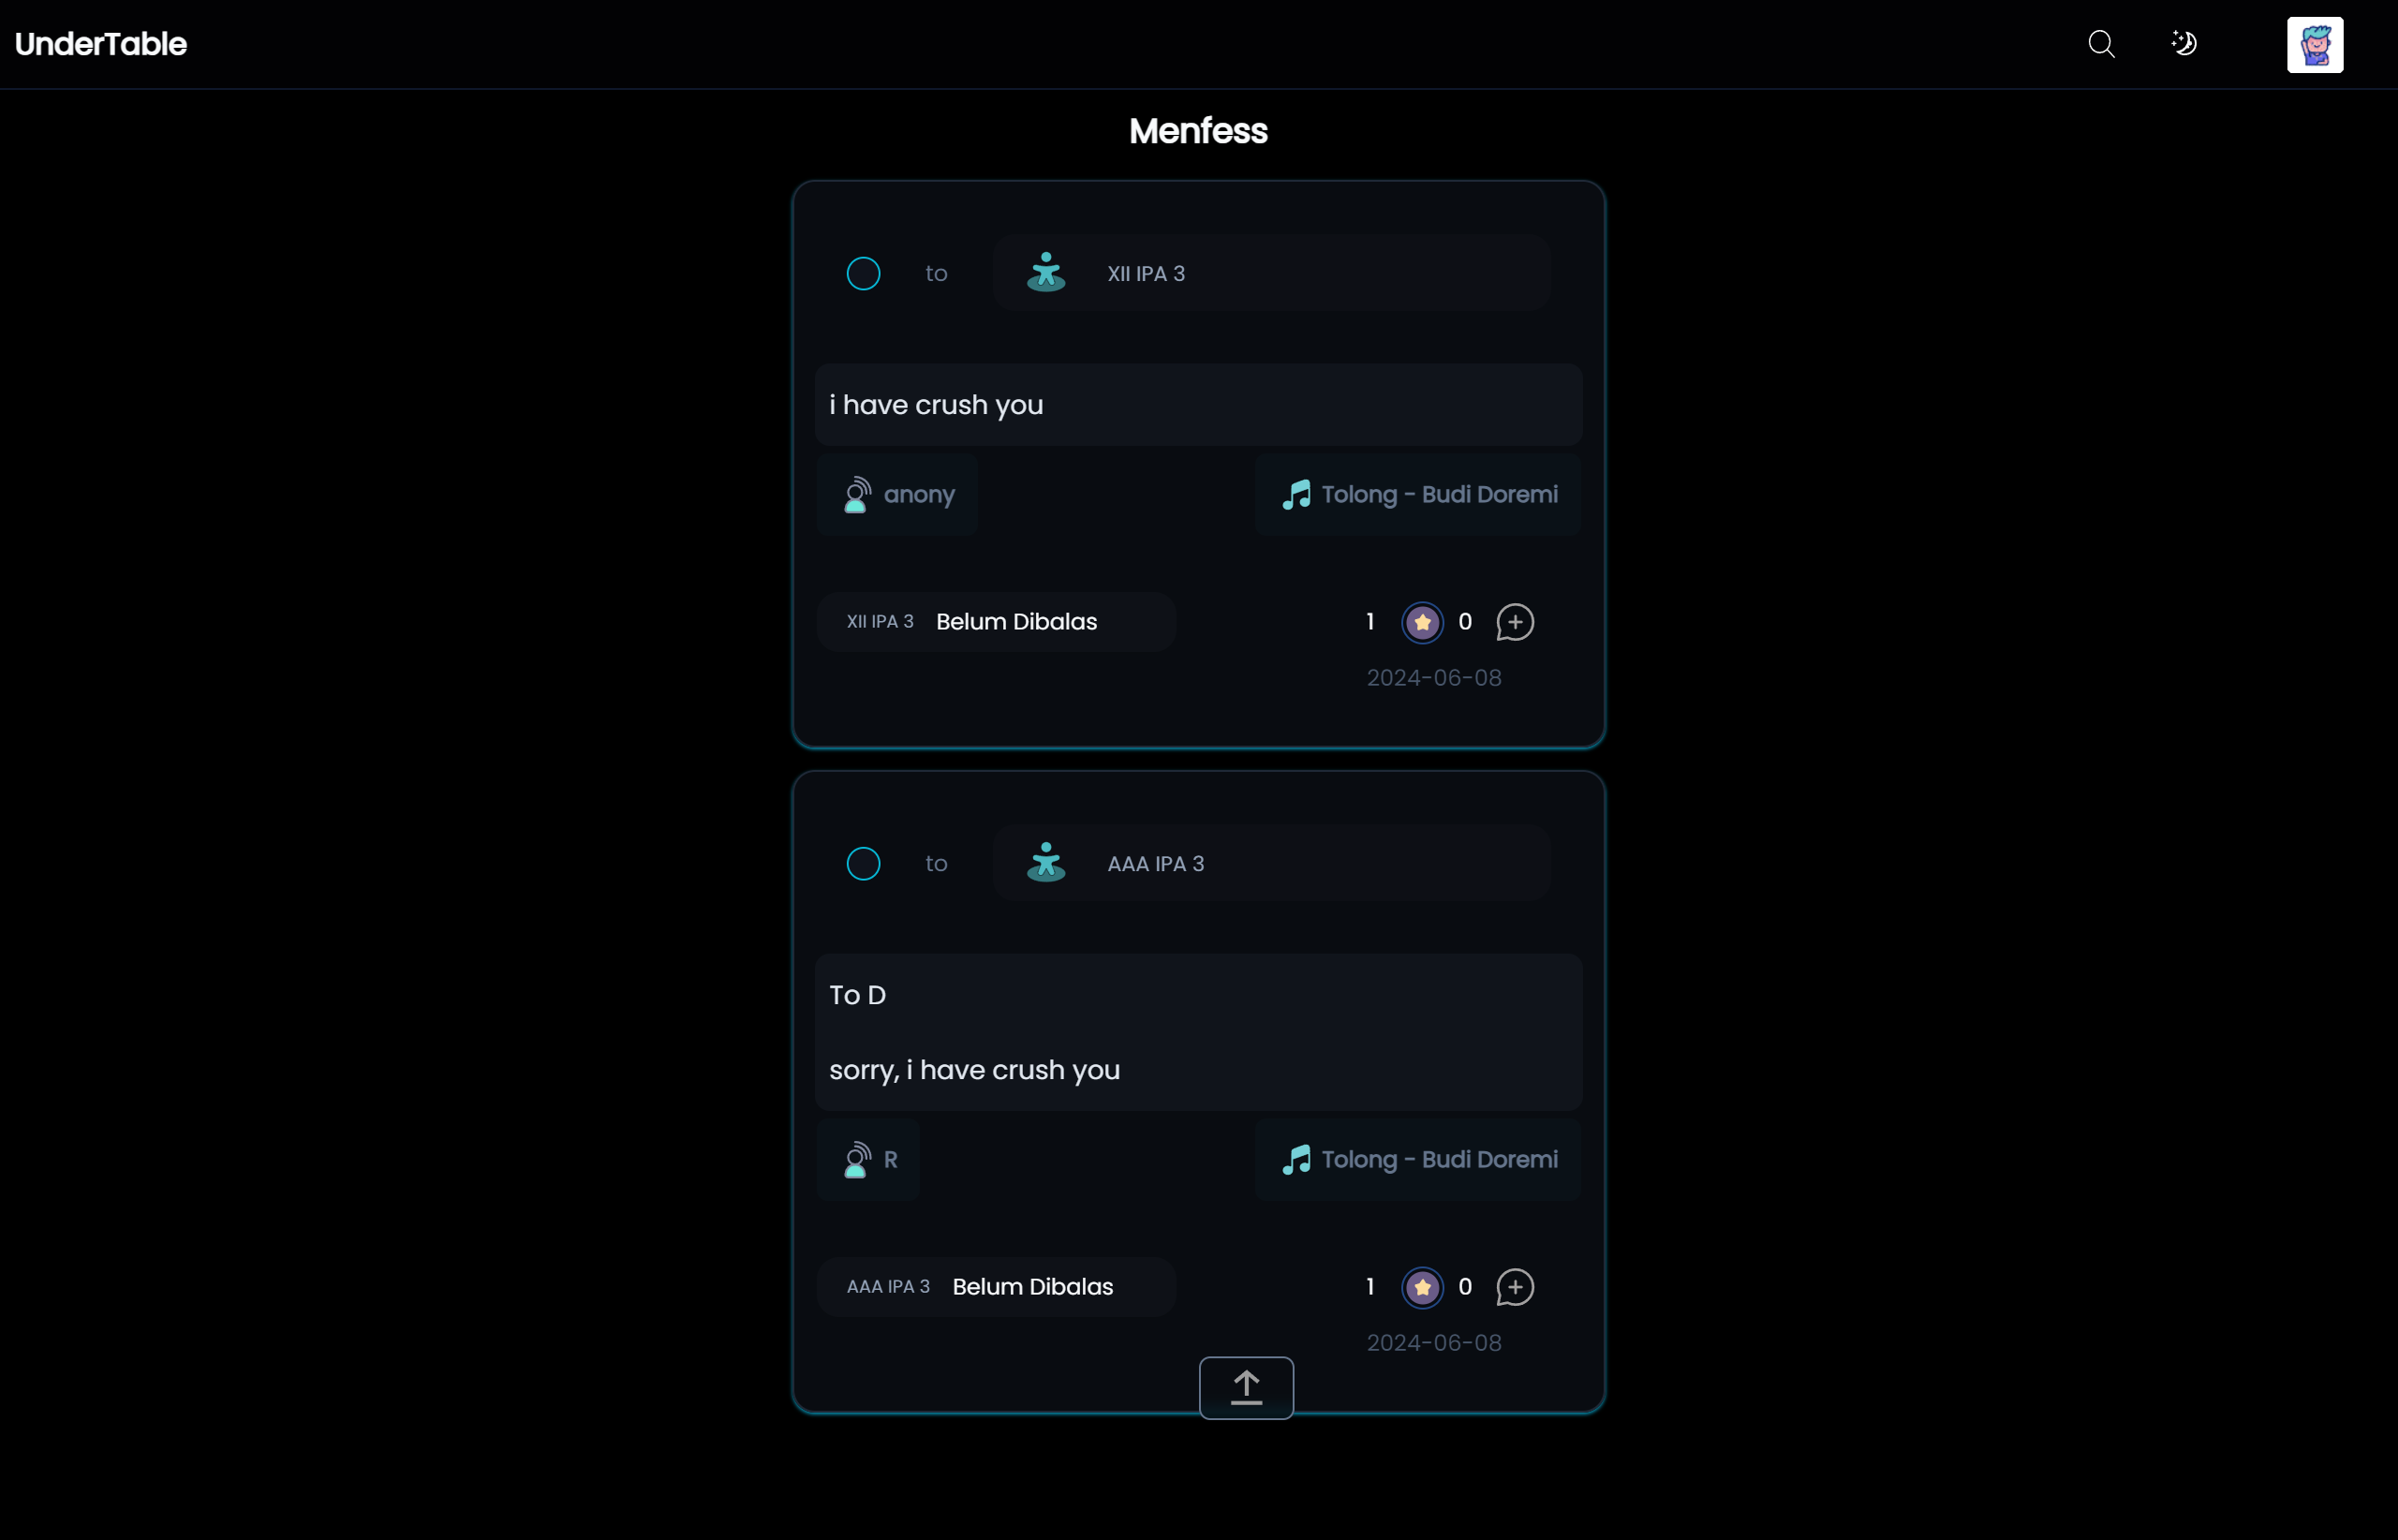 UnderTable
Menfess
to XII IPA 3
i have crush you
anony Tolong - Budi Doremi
XII IPA 3 Belum Dibalas 1 0
2024-06-08
to AAA IPA 3
To D
sorry, i have crush you
R Tolong - Budi Doremi
AAA IPA 3 Belum Dibalas 1 0
2024-06-08